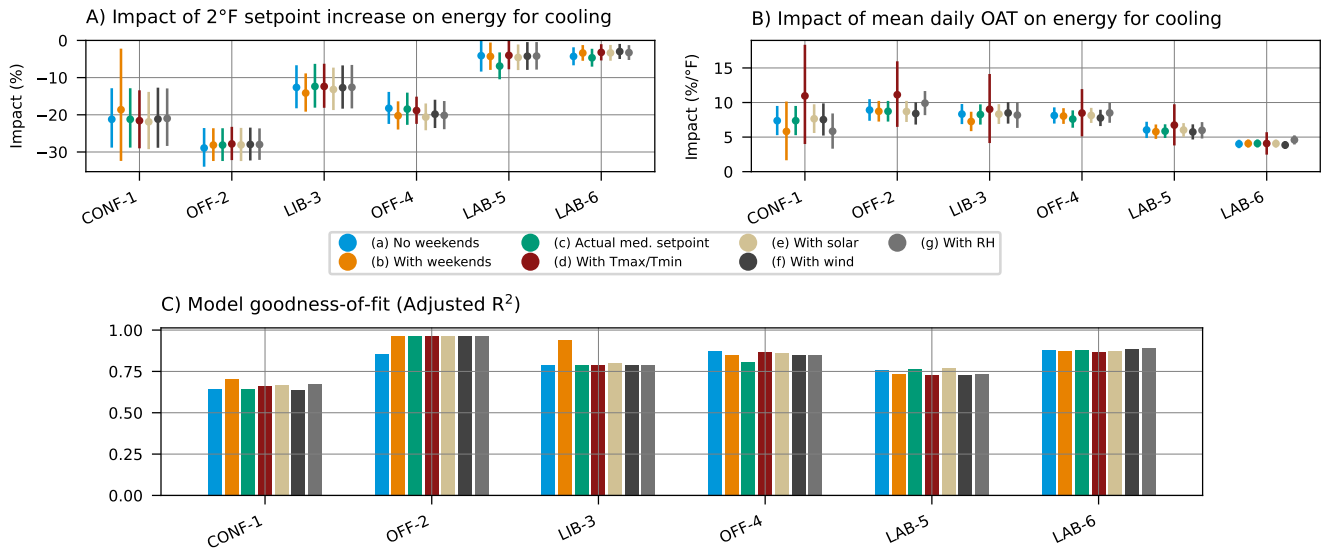 A) Impact of 2°F setpoint increase on energy for cooling
Impact (%)
0
−10
−20
−30
CONF-1
OFF-2
LIB-3
OFF-4
LAB-5
LAB-6
B) Impact of mean daily OAT on energy for cooling
Impact (%/°F)
15
10
5
0
CONF-1
OFF-2
LIB-3
OFF-4
LAB-5
LAB-6
(a) No weekends
(b) With weekends
(c) Actual med. setpoint
(d) With Tmax/Tmin
(e) With solar
(f) With wind
(g) With RH
C) Model goodness-of-fit (Adjusted R²)
1.00
0.75
0.50
0.25
0.00
CONF-1
OFF-2
LIB-3
OFF-4
LAB-5
LAB-6